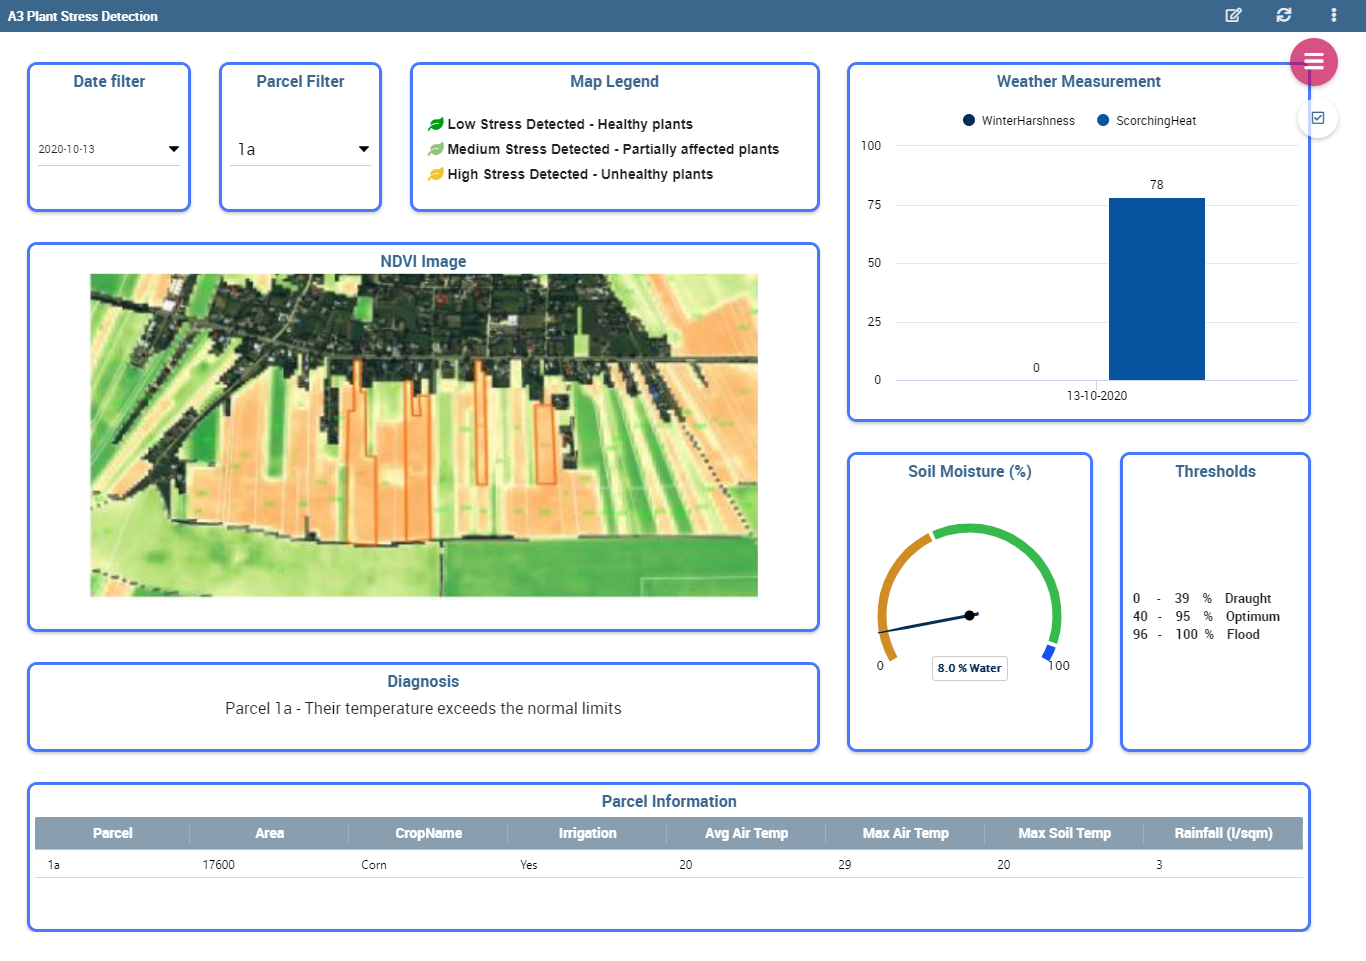 A3 Plant Stress Detection
Date filter
2020-10-13
Parcel Filter
1a
Map Legend
Low Stress Detected - Healthy plants
Medium Stress Detected - Partially affected plants
High Stress Detected - Unhealthy plants
Weather Measurement
WinterHarshness ScorchingHeat
100
75
50
25
0
78
0
13-10-2020
NDVI Image
Soil Moisture (%)
0
100
8.0 % Water
Thresholds
0 - 39 % Draught
40 - 95 % Optimum
96 - 100 % Flood
Diagnosis
Parcel 1a - Their temperature exceeds the normal limits
Parcel Information
Parcel Area CropName Irrigation Avg Air Temp Max Air Temp Max Soil Temp Rainfall (l/sqm)
1a 17600 Corn Yes 20 29 20 3